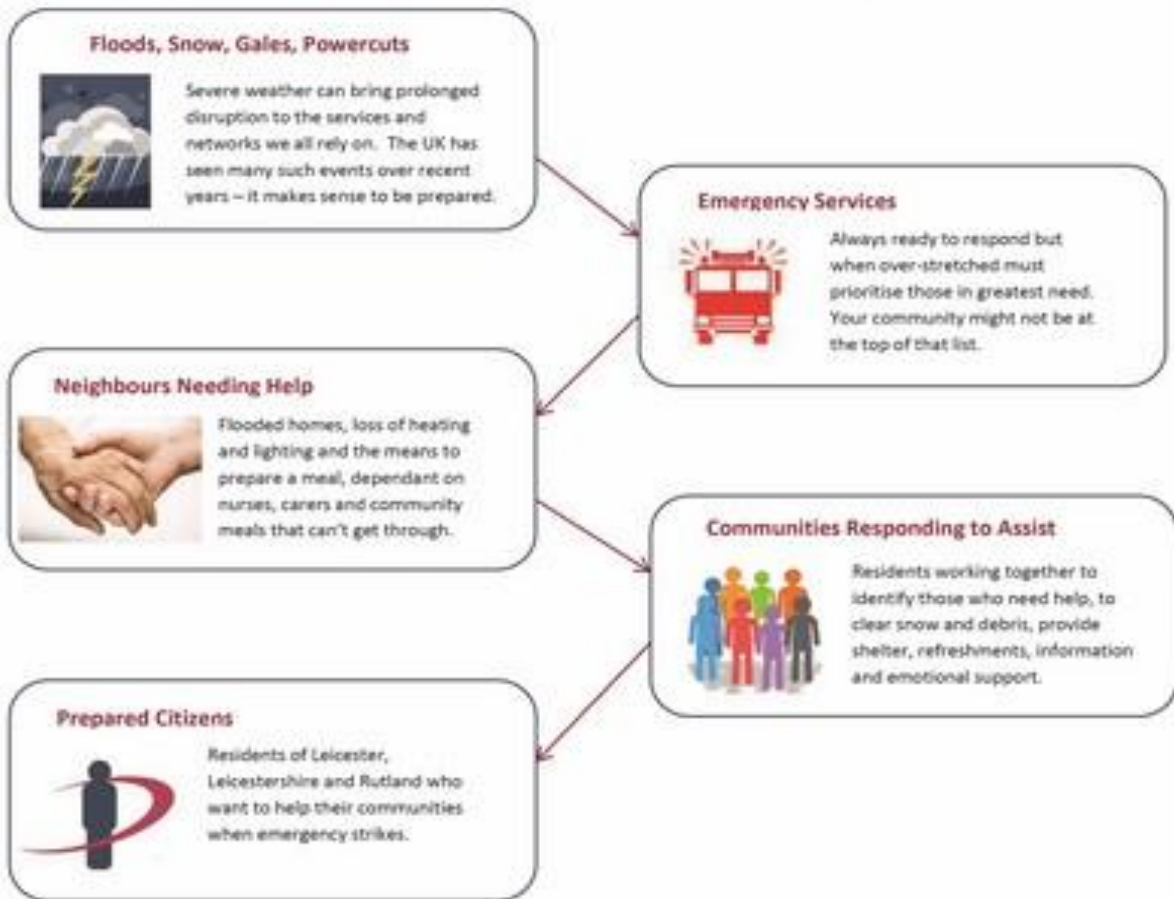 Floods, Snow, Gales, Powercuts
Severe weather can bring prolonged
disruption to the services and
networks we all rely on.  The UK has
seen many such events over recent
years – it makes sense to be prepared.
Emergency Services
Always ready to respond but
when over-stretched must
prioritise those in greatest need.
Your community might not be at
the top of that list.
Neighbours Needing Help
Flooded homes, loss of heating
and lighting and the means to
prepare a meal, dependant on
nurses, carers and community
meals that can't get through.
Communities Responding to Assist
Residents working together to
identify those who need help, to
clear snow and debris, provide
shelter, refreshments, information
and emotional support.
Prepared Citizens
Residents of Leicester,
Leicestershire and Rutland who
want to help their communities
when emergency strikes.